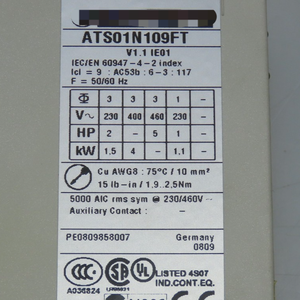 ATS01N109FT
V1.1 IE01
IEC/EN 60947-4-2 index
Icl = 9 : AC53b : 6-3 : 117
F = 50/60 Hz
Φ 3 3 3 1 -
V~ 230 400 460 230 -
HP 2 - 5 1
kW 1,5 4 - 1,1 -
Cu AWG8 : 75°C / 10 mm²
15 lb-in / 1,9..2,5Nm
5000 AIC rms sym @ 230/460V
Auxiliary Contact : -
PE0809858007 Germany
0809
LISTED 4S07
IND.CONT.EQ.
A036824